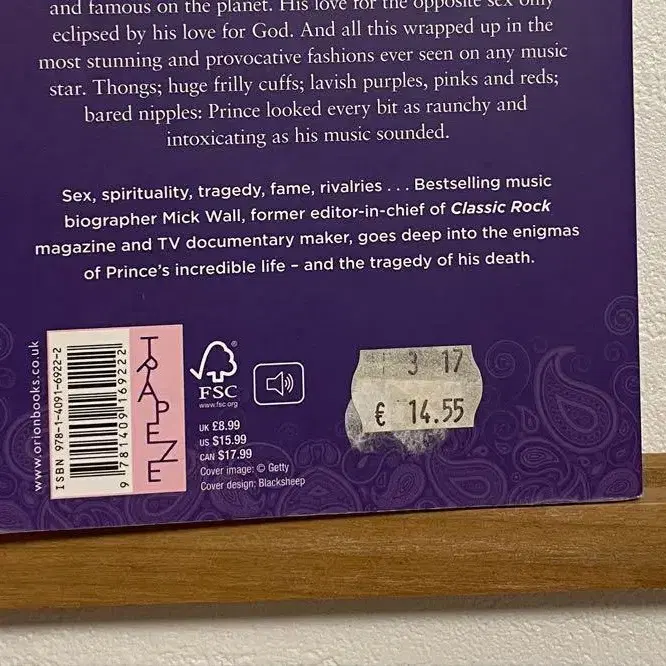 and famous on the planet. His love for the opposite sex only
eclipsed by his love for God. And all this wrapped up in the
most stunning and provocative fashions ever seen on any music
star. Thongs; huge frilly cuffs; lavish purples, pinks and reds;
bared nipples: Prince looked every bit as raunchy and
intoxicating as his music sounded.
Sex, spirituality, tragedy, fame, rivalries . . . Bestselling music
biographer Mick Wall, former editor-in-chief of Classic Rock
magazine and TV documentary maker, goes deep into the enigmas
of Prince's incredible life – and the tragedy of his death.
www.orionbooks.co.uk
ISBN 978-1-4091-6922-2
9 781409 169222
TRAPEZE
FSC
www.fsc.org
UK £8.99
US $15.99
CAN $17.99
Cover image: © Getty
Cover design: Blacksheep
3 17
€ 14.55